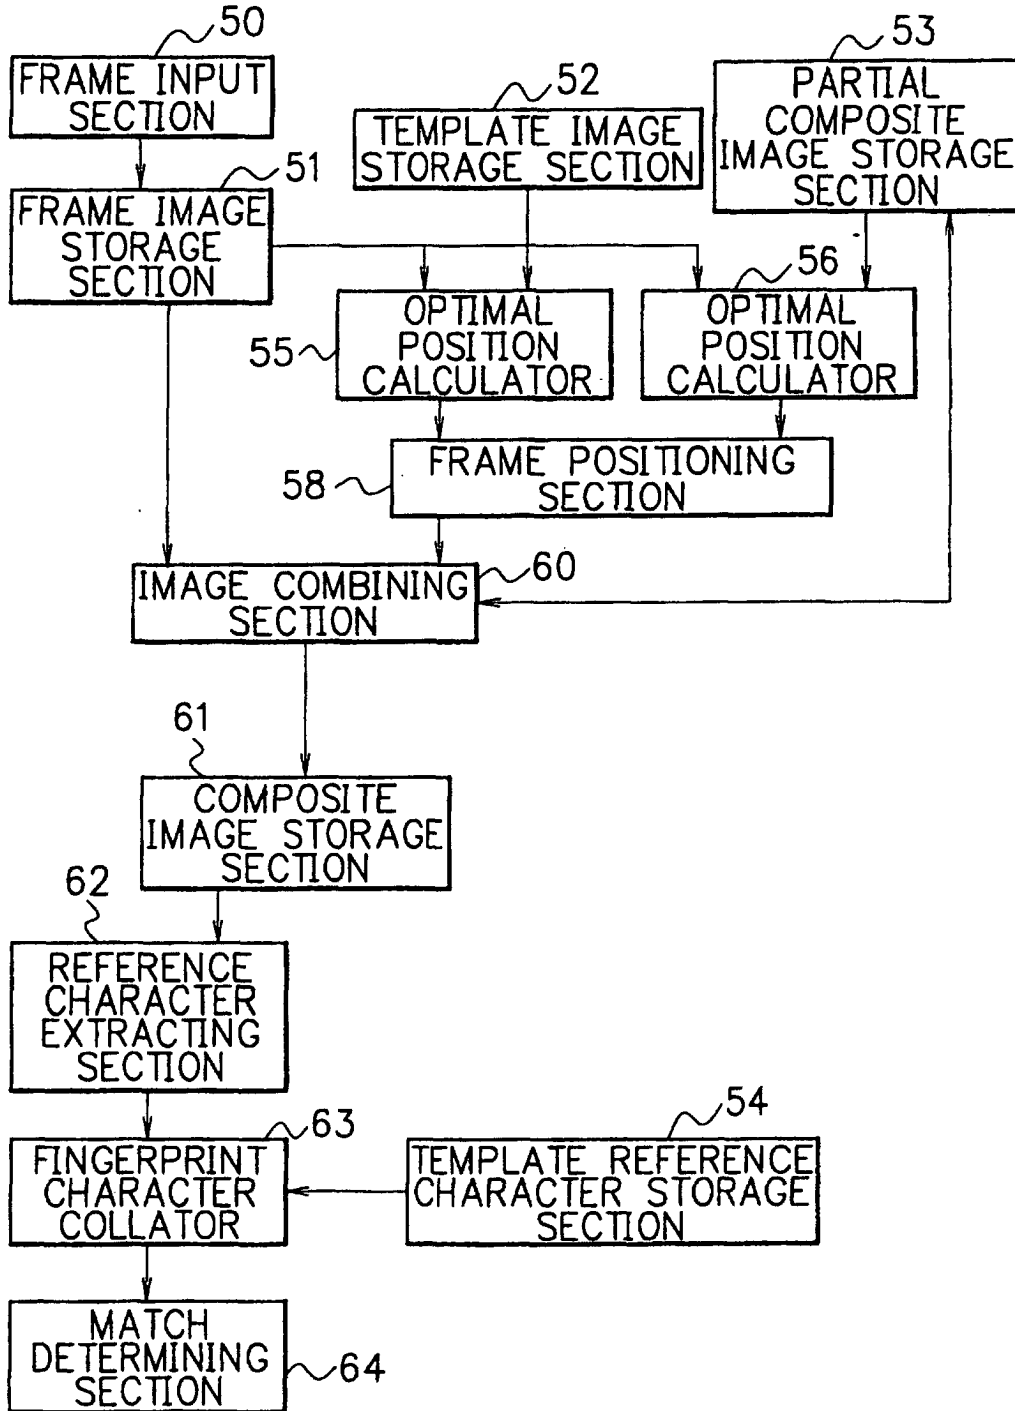 50
FRAME INPUT
SECTION
51
FRAME IMAGE
STORAGE
SECTION
52
TEMPLATE IMAGE
STORAGE SECTION
53
PARTIAL
COMPOSITE
IMAGE STORAGE
SECTION
55
OPTIMAL
POSITION
CALCULATOR
56
OPTIMAL
POSITION
CALCULATOR
58
FRAME POSITIONING
SECTION
60
IMAGE COMBINING
SECTION
61
COMPOSITE
IMAGE STORAGE
SECTION
62
REFERENCE
CHARACTER
EXTRACTING
SECTION
63
FINGERPRINT
CHARACTER
COLLATOR
54
TEMPLATE REFERENCE
CHARACTER STORAGE
SECTION
MATCH
DETERMINING
SECTION
64